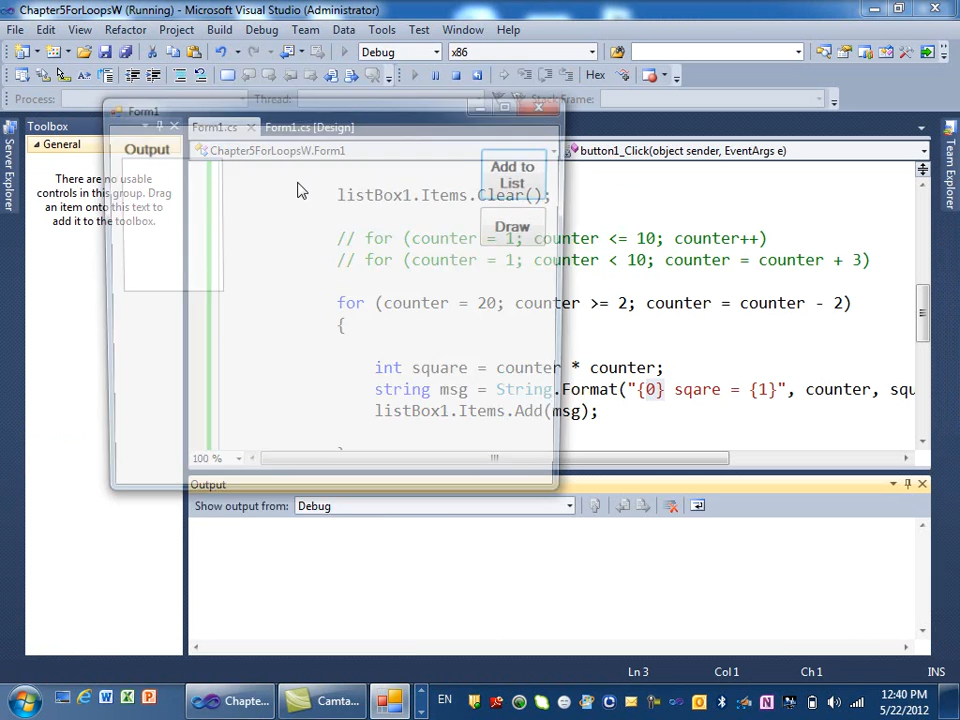 Chapter5ForLoopsW (Running) - Microsoft Visual Studio (Administrator)
File Edit View Refactor Project Build Debug Team Data Tools Test Window Help
Debug x86
Hex
Process: Thread: Stack Frame:
Form1
Toolbox Form1.cs Form1.cs [Design]
General Output Chapter5ForLoopsW.Form1 button1_Click(object sender, EventArgs e)
Server Explorer
Team Explorer
There are no usable
controls in this group. Drag
an item onto this text to
add it to the toolbox.
Add to
List
Draw
listBox1.Items.Clear();
// for (counter = 1; counter <= 10; counter++)
// for (counter = 1; counter < 10; counter = counter + 3)
for (counter = 20; counter >= 2; counter = counter - 2)
{
int square = counter * counter;
string msg = String.Format("{0} sqare = {1}", counter, squ
listBox1.Items.Add(msg);
100 %
Output
Show output from: Debug
Ln 3 Col 1 Ch 1 INS
Chapte... Camta... EN 12:40 PM
5/22/2012